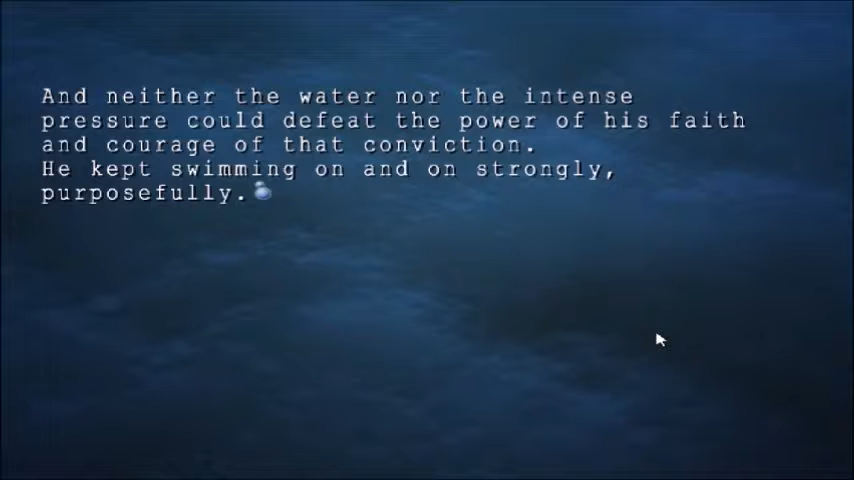 And neither the water nor the intense
pressure could defeat the power of his faith
and courage of that conviction.
He kept swimming on and on strongly,
purposefully.